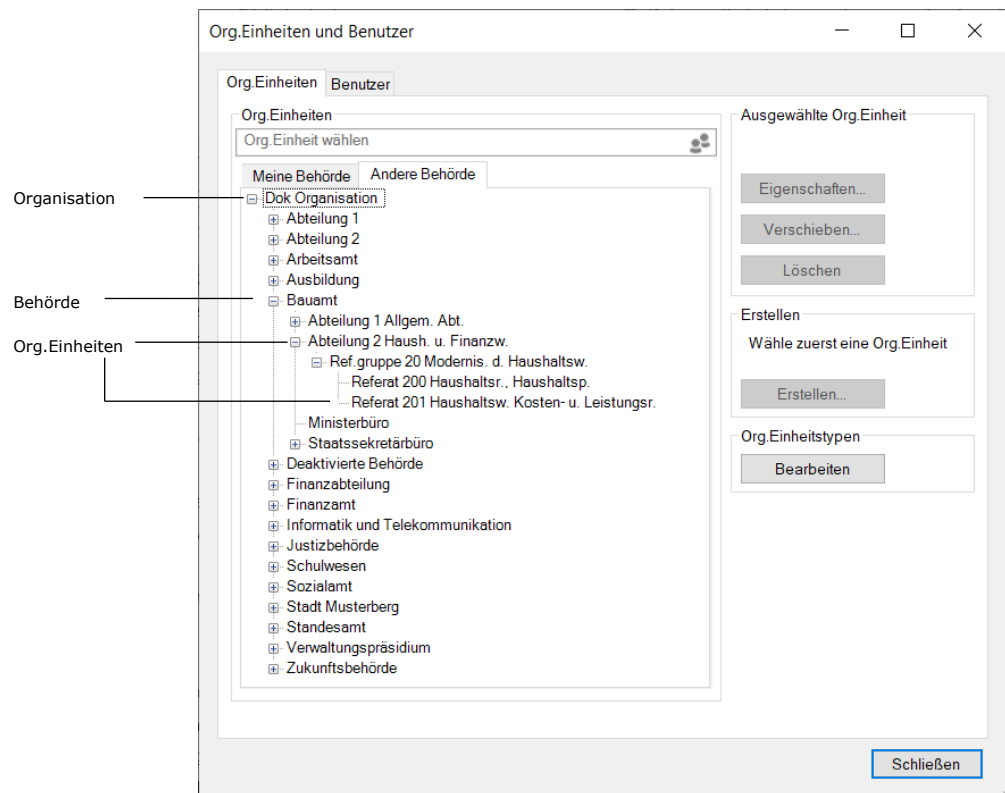 Org.Einheiten und Benutzer
Org.Einheiten Benutzer
Org.Einheiten
Org.Einheit wählen
Meine Behörde Andere Behörde
Organisation
Dok Organisation
Abteilung 1
Abteilung 2
Arbeitsamt
Ausbildung
Behörde
Bauamt
Abteilung 1 Allgem. Abt.
Org.Einheiten
Abteilung 2 Haush. u. Finanzw.
Ref.gruppe 20 Modernis. d. Haushaltsw.
Referat 200 Haushaltsr., Haushaltsp.
Referat 201 Haushaltsw. Kosten- u. Leistungsr.
Ministerbüro
Staatssekretärbüro
Deaktivierte Behörde
Finanzabteilung
Finanzamt
Informatik und Telekommunikation
Justizbehörde
Schulwesen
Sozialamt
Stadt Musterberg
Standesamt
Verwaltungspräsidium
Zukunftsbehörde
Ausgewählte Org.Einheit
Eigenschaften...
Verschieben...
Löschen
Erstellen
Wähle zuerst eine Org.Einheit
Erstellen...
Org.Einheitstypen
Bearbeiten
Schließen